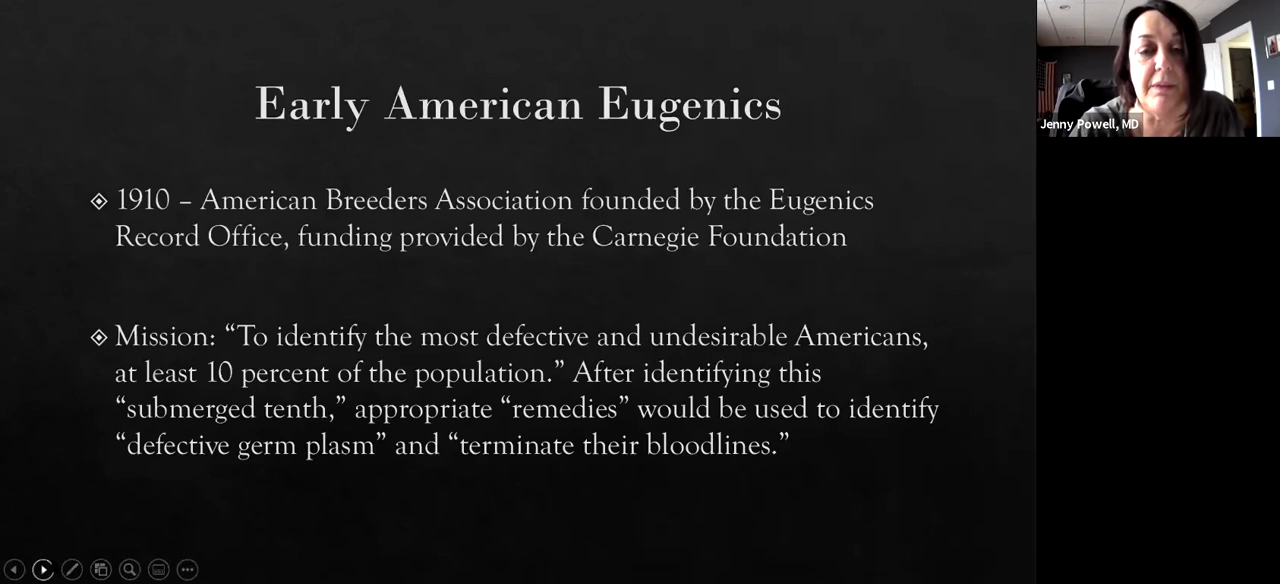 Early American Eugenics
1910 – American Breeders Association founded by the Eugenics
Record Office, funding provided by the Carnegie Foundation
Mission: “To identify the most defective and undesirable Americans,
at least 10 percent of the population.” After identifying this
“submerged tenth,” appropriate “remedies” would be used to identify
“defective germ plasm” and “terminate their bloodlines.”
Jenny Powell, MD